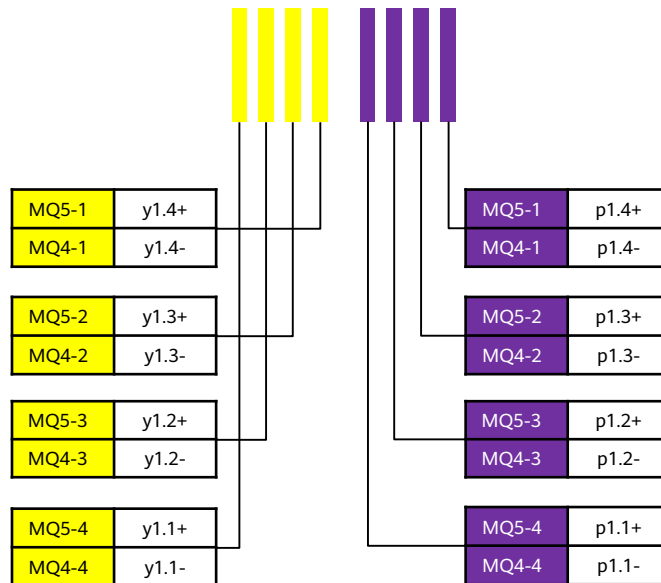 MQ5-1 y1.4+
MQ4-1 y1.4-
MQ5-2 y1.3+
MQ4-2 y1.3-
MQ5-3 y1.2+
MQ4-3 y1.2-
MQ5-4 y1.1+
MQ4-4 y1.1-
MQ5-1 p1.4+
MQ4-1 p1.4-
MQ5-2 p1.3+
MQ4-2 p1.3-
MQ5-3 p1.2+
MQ4-3 p1.2-
MQ5-4 p1.1+
MQ4-4 p1.1-